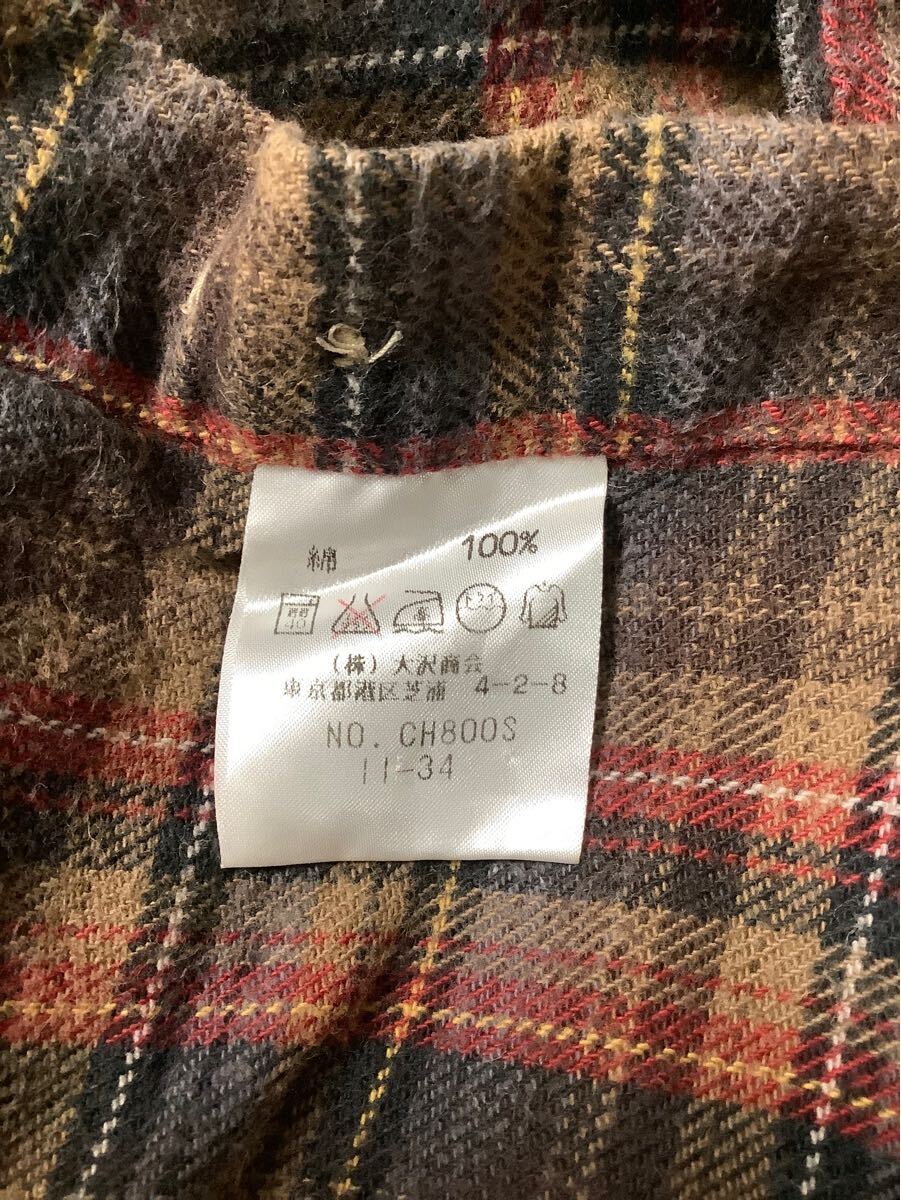 綿 100%
40
(株) 大沢商会
東京都港区芝浦 4-2-8
NO. CH800S
11-34